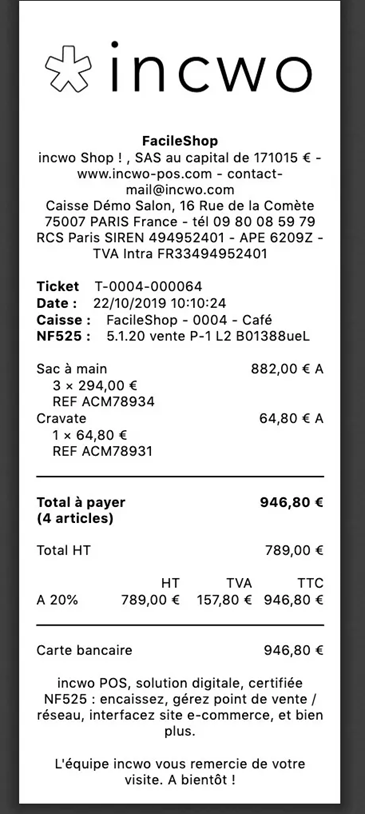 incwo
FacileShop
incwo Shop ! , SAS au capital de 171015 € -
www.incwo-pos.com - contact-
mail@incwo.com
Caisse Démo Salon, 16 Rue de la Comète
75007 PARIS France - tél 09 80 08 59 79
RCS Paris SIREN 494952401 - APE 6209Z -
TVA Intra FR33494952401
Ticket T-0004-000064
Date : 22/10/2019 10:10:24
Caisse : FacileShop - 0004 - Café
NF525 : 5.1.20 vente P-1 L2 B01388ueL
Sac à main 882,00 € A
3 × 294,00 €
REF ACM78934
Cravate 64,80 € A
1 × 64,80 €
REF ACM78931
Total à payer 946,80 €
(4 articles)
Total HT 789,00 €
HT TVA TTC
A 20% 789,00 € 157,80 € 946,80 €
Carte bancaire 946,80 €
incwo POS, solution digitale, certifiée
NF525 : encaissez, gérez point de vente /
réseau, interfacez site e-commerce, et bien
plus.
L'équipe incwo vous remercie de votre
visite. A bientôt !